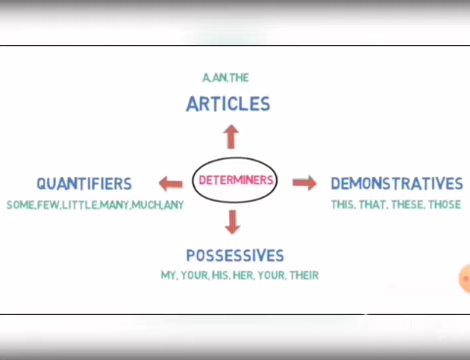 A,AN,THE
ARTICLES
QUANTIFIERS
DETERMINERS
DEMONSTRATIVES
SOME,FEW,LITTLE,MANY,MUCH,ANY
THIS, THAT, THESE, THOSE
POSSESSIVES
MY, YOUR, HIS, HER, YOUR, THEIR